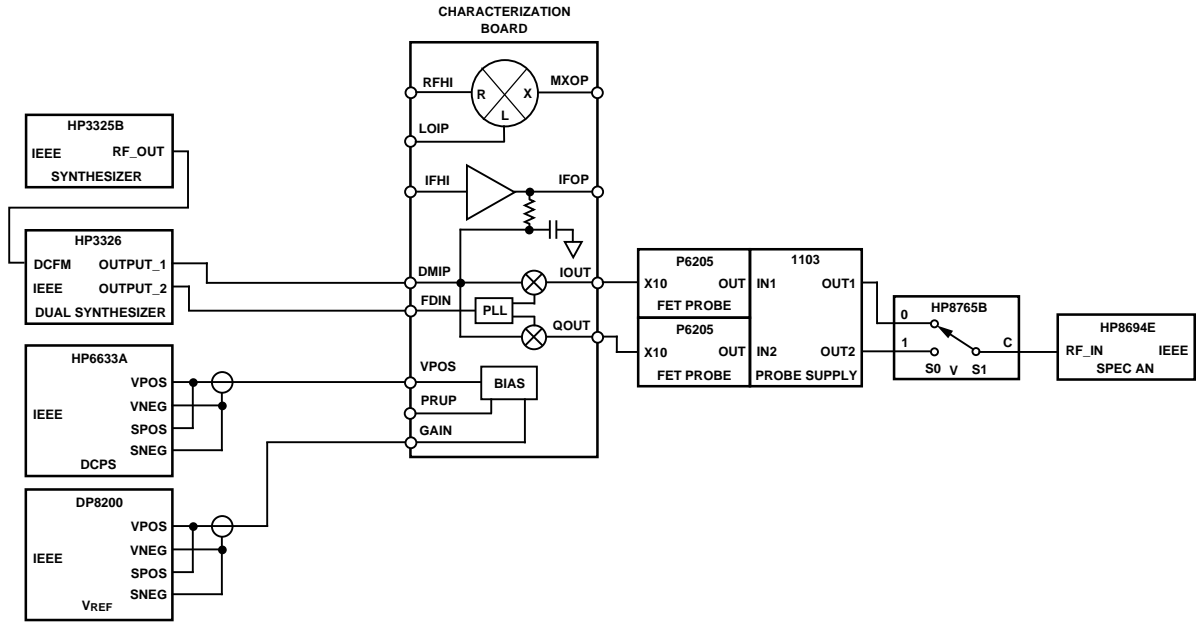 CHARACTERIZATION
BOARD
RFHI
R
X
L
MXOP
LOIP
IFHI
IFOP
DMIP
IOUT
FDIN
PLL
QOUT
VPOS
BIAS
PRUP
GAIN
HP3325B
IEEE
RF_OUT
SYNTHESIZER
HP3326
DCFM
OUTPUT_1
IEEE
OUTPUT_2
DUAL SYNTHESIZER
HP6633A
VPOS
VNEG
IEEE
SPOS
SNEG
DCPS
DP8200
VPOS
VNEG
IEEE
SPOS
SNEG
VREF
P6205
X10
OUT
FET PROBE
P6205
X10
OUT
FET PROBE
1103
IN1
OUT1
IN2
OUT2
PROBE SUPPLY
HP8765B
0
1
C
S0
V
S1
HP8694E
RF_IN
IEEE
SPEC AN